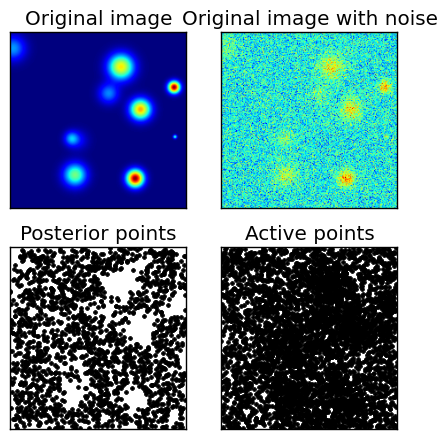 Original image
Original image with noise
Posterior points
Active points